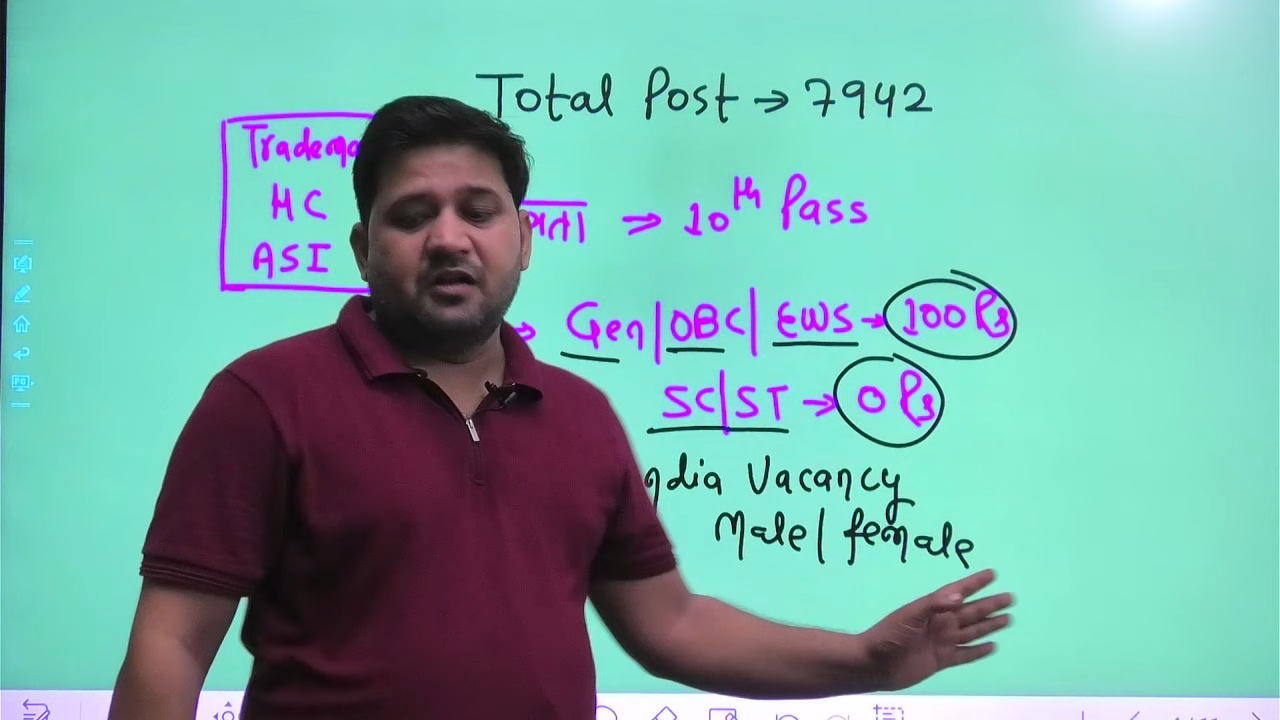 Total Post → 7942
HC
ASI
⇒ 10th Pass
Gen|OBC|EWS → 100 Rs
SC|ST → 0 Rs
Vacancy
Male|female